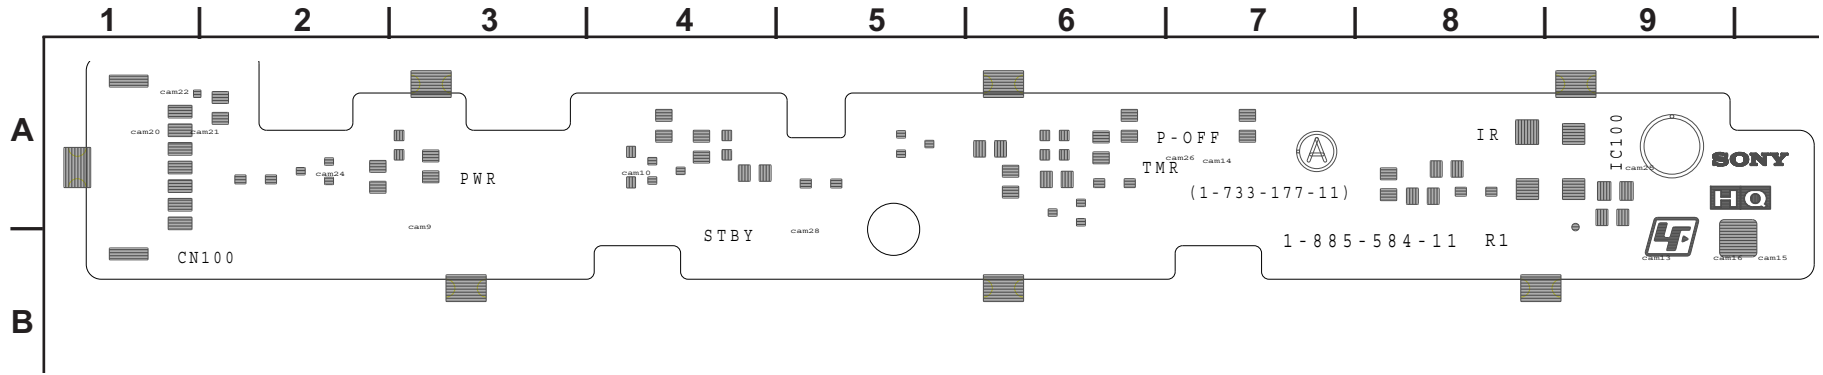 1 2 3 4 5 6 7 8 9
A
B
cam22
cam20 cam21
cam24
PWR
cam9
CN100
cam10
STBY
cam28
P-OFF
cam26 cam14
TMR
(1-733-177-11)
A
IR
IC100
SONY
HQ
1-885-584-11 R1
LF
cam13 cam16 cam15